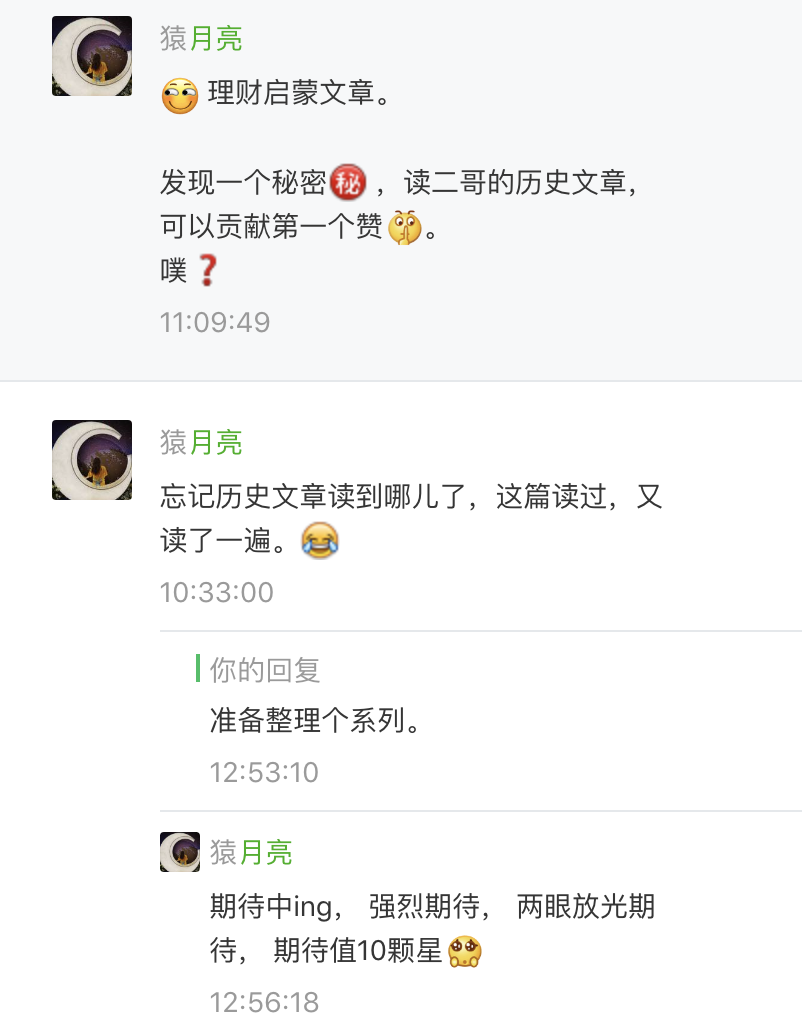 猿月亮
理财启蒙文章。
发现一个秘密㊙️，读二哥的历史文章，
可以贡献第一个赞🤫。
噗❓
11:09:49
猿月亮
忘记历史文章读到哪儿了，这篇读过，又
读了一遍。😂
10:33:00
你的回复
准备整理个系列。
12:53:10
猿月亮
期待中ing， 强烈期待， 两眼放光期
待， 期待值10颗星
12:56:18